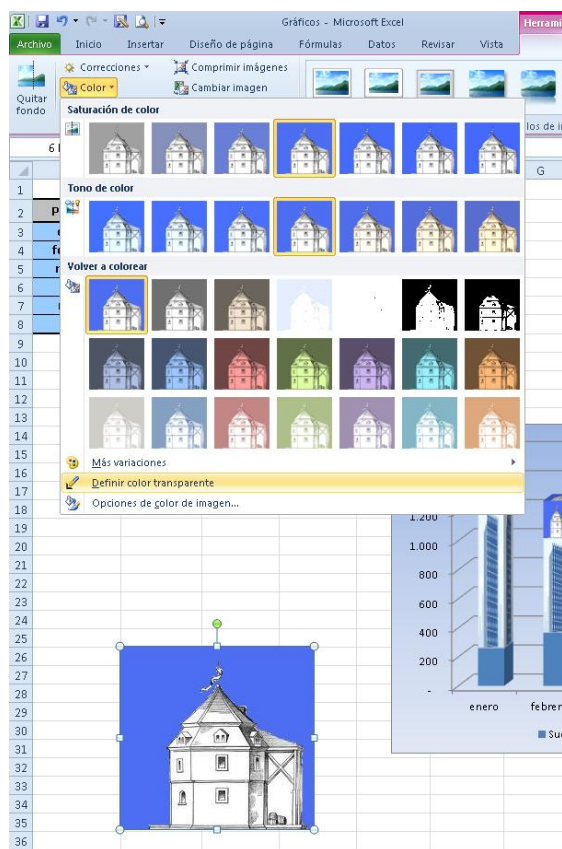 Gráficos - Microsoft Excel
Herrami
Archivo Inicio Insertar Diseño de página Fórmulas Datos Revisar Vista
Quitar fondo
Correcciones
Comprimir imágenes
Color
Cambiar imagen
los de i
Saturación de color
Tono de color
Volver a colorear
Más variaciones
Definir color transparente
Opciones de color de imagen...
G
1
2
3
4
5
6
7
8
9
10
11
12
13
14
15
16
17
18
19
20
21
22
23
24
25
26
27
28
29
30
31
32
33
34
35
36
1.200
1.000
800
600
400
200
-
enero febrer
Su